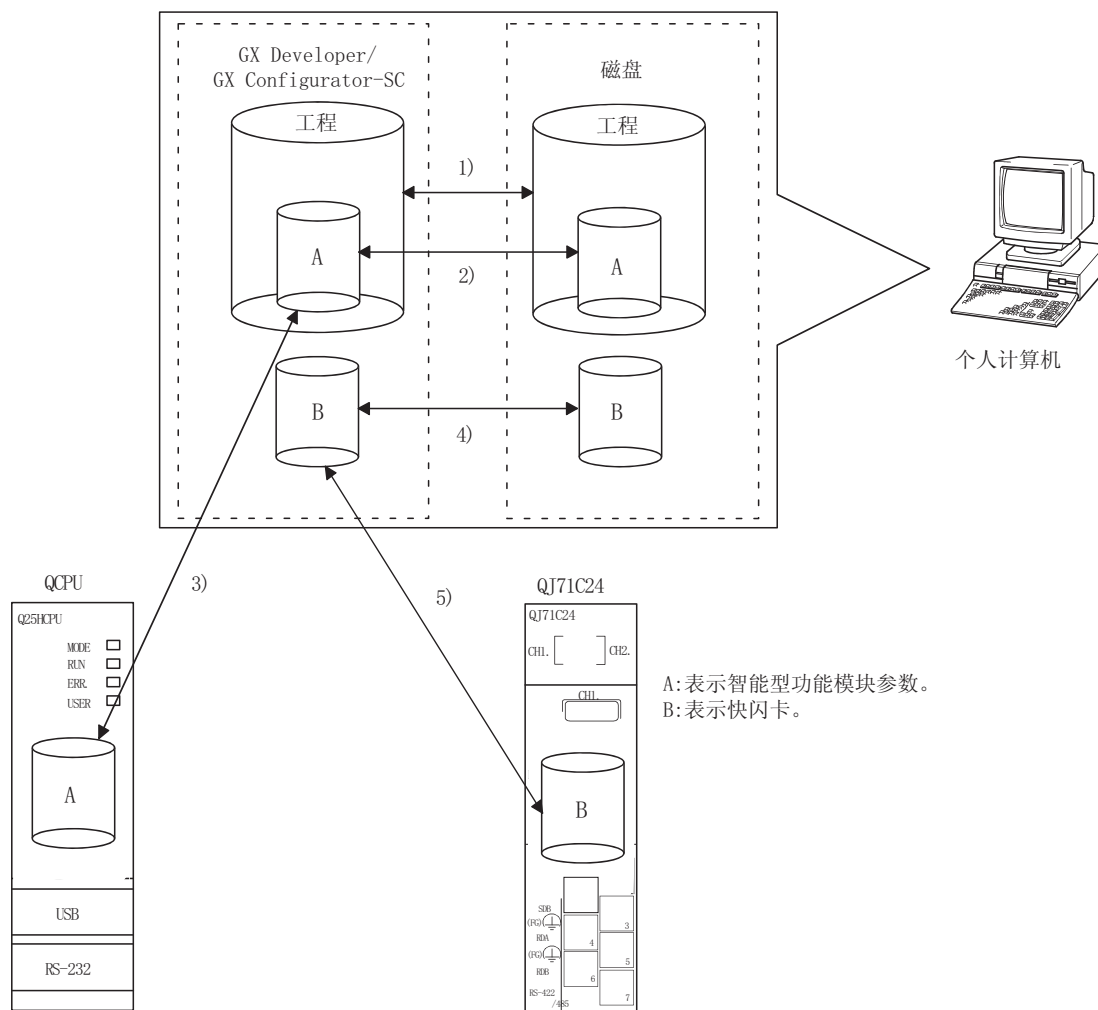 GX Developer/
GX Configurator-SC
磁盘
工程
工程
1)
A
A
2)
个人计算机
B
B
4)
3)
5)
QCPU
Q25HCPU
MODE
RUN
ERR.
USER
A
USB
RS-232
QJ71C24
QJ71C24
CH1.
CH2.
CH1.
B
SDB
(FG)
RDA
(FG)
RDB
RS-422
/485
3
4
5
6
7
A:表示智能型功能模块参数。
B:表示快闪卡。